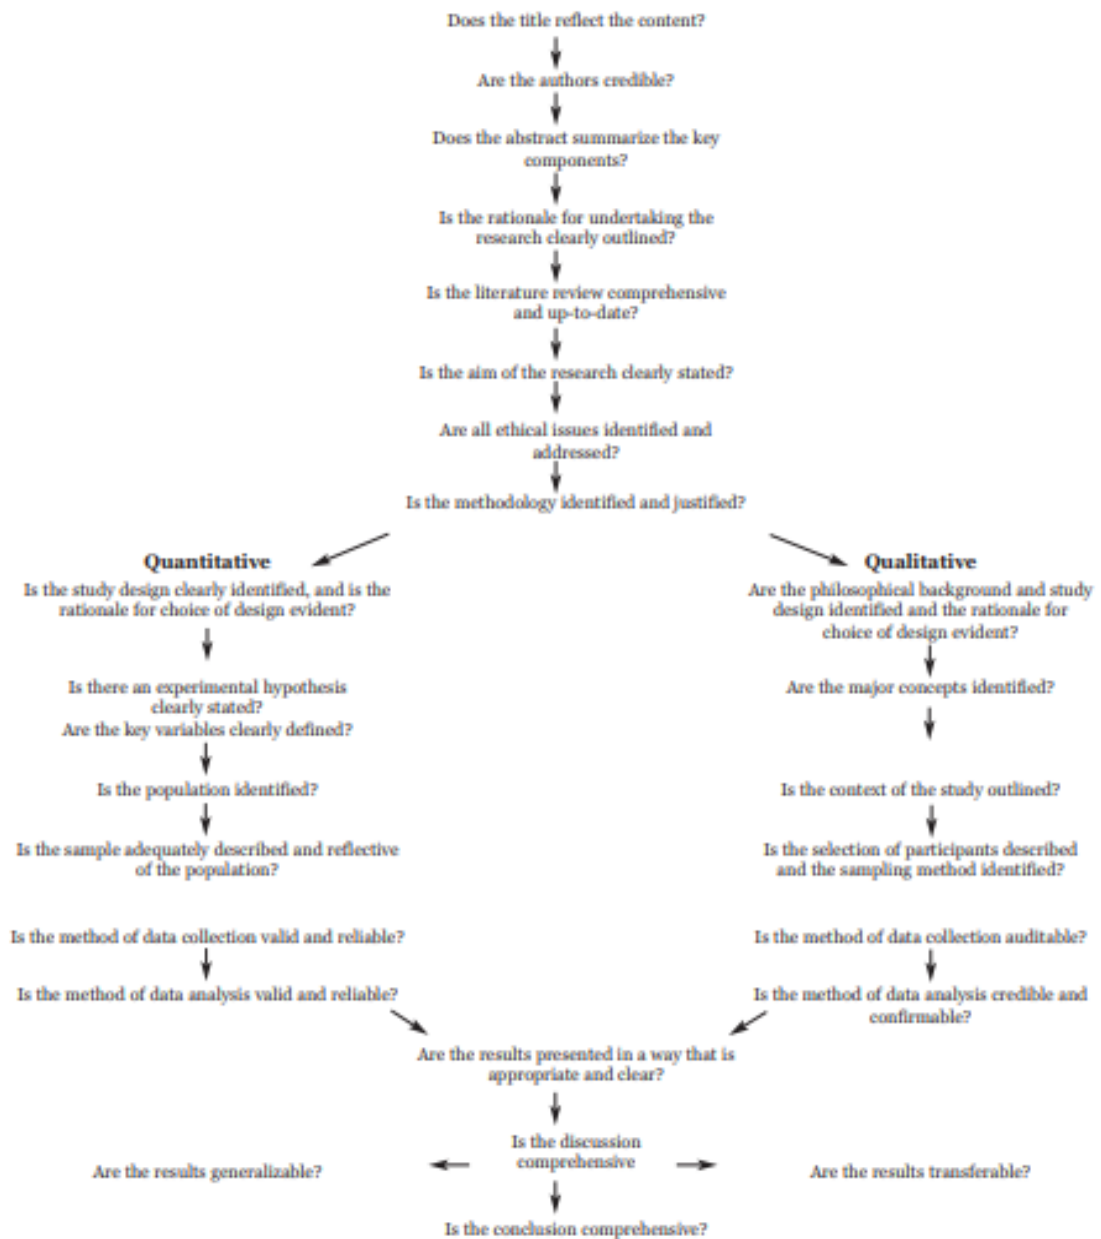 Does the title reflect the content?
Are the authors credible?
Does the abstract summarize the key
components?
Is the rationale for undertaking the
research clearly outlined?
Is the literature review comprehensive
and up-to-date?
Is the aim of the research clearly stated?
Are all ethical issues identified and
addressed?
Is the methodology identified and justified?
Quantitative
Is the study design clearly identified, and is the
rationale for choice of design evident?
Is there an experimental hypothesis
clearly stated?
Are the key variables clearly defined?
Is the population identified?
Is the sample adequately described and reflective
of the population?
Is the method of data collection valid and reliable?
Is the method of data analysis valid and reliable?
Qualitative
Are the philosophical background and study
design identified and the rationale for
choice of design evident?
Are the major concepts identified?
Is the context of the study outlined?
Is the selection of participants described
and the sampling method identified?
Is the method of data collection auditable?
Is the method of data analysis credible and
confirmable?
Are the results presented in a way that is
appropriate and clear?
Is the discussion
comprehensive
Are the results generalizable?
Are the results transferable?
Is the conclusion comprehensive?